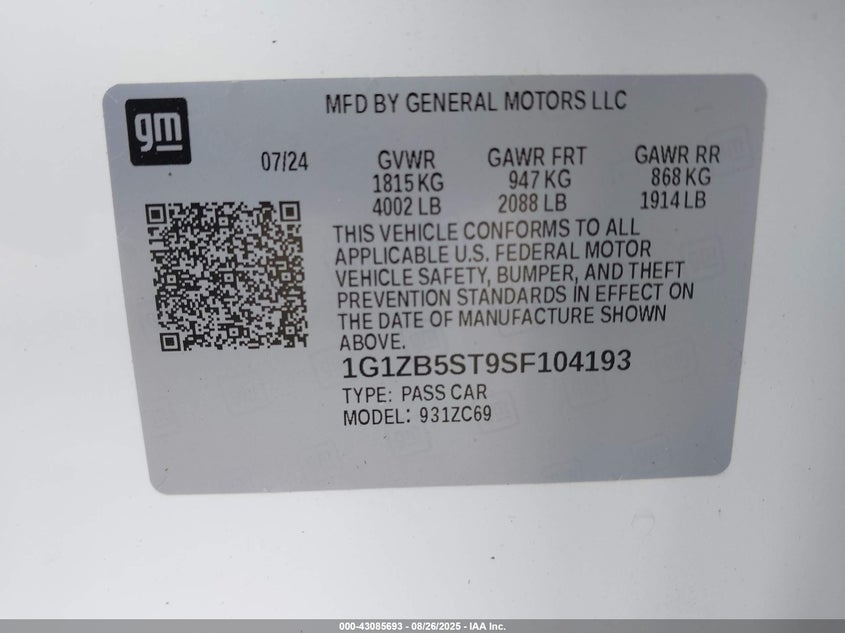 gm
MFD BY GENERAL MOTORS LLC
07/24 GVWR GAWR FRT GAWR RR
1815 KG 947 KG 868 KG
4002 LB 2088 LB 1914 LB
THIS VEHICLE CONFORMS TO ALL
APPLICABLE U.S. FEDERAL MOTOR
VEHICLE SAFETY, BUMPER, AND THEFT
PREVENTION STANDARDS IN EFFECT ON
THE DATE OF MANUFACTURE SHOWN
ABOVE.
1G1ZB5ST9SF104193
TYPE: PASS CAR
MODEL: 931ZC69
000-43085693 - 08/26/2025 - IAA Inc.